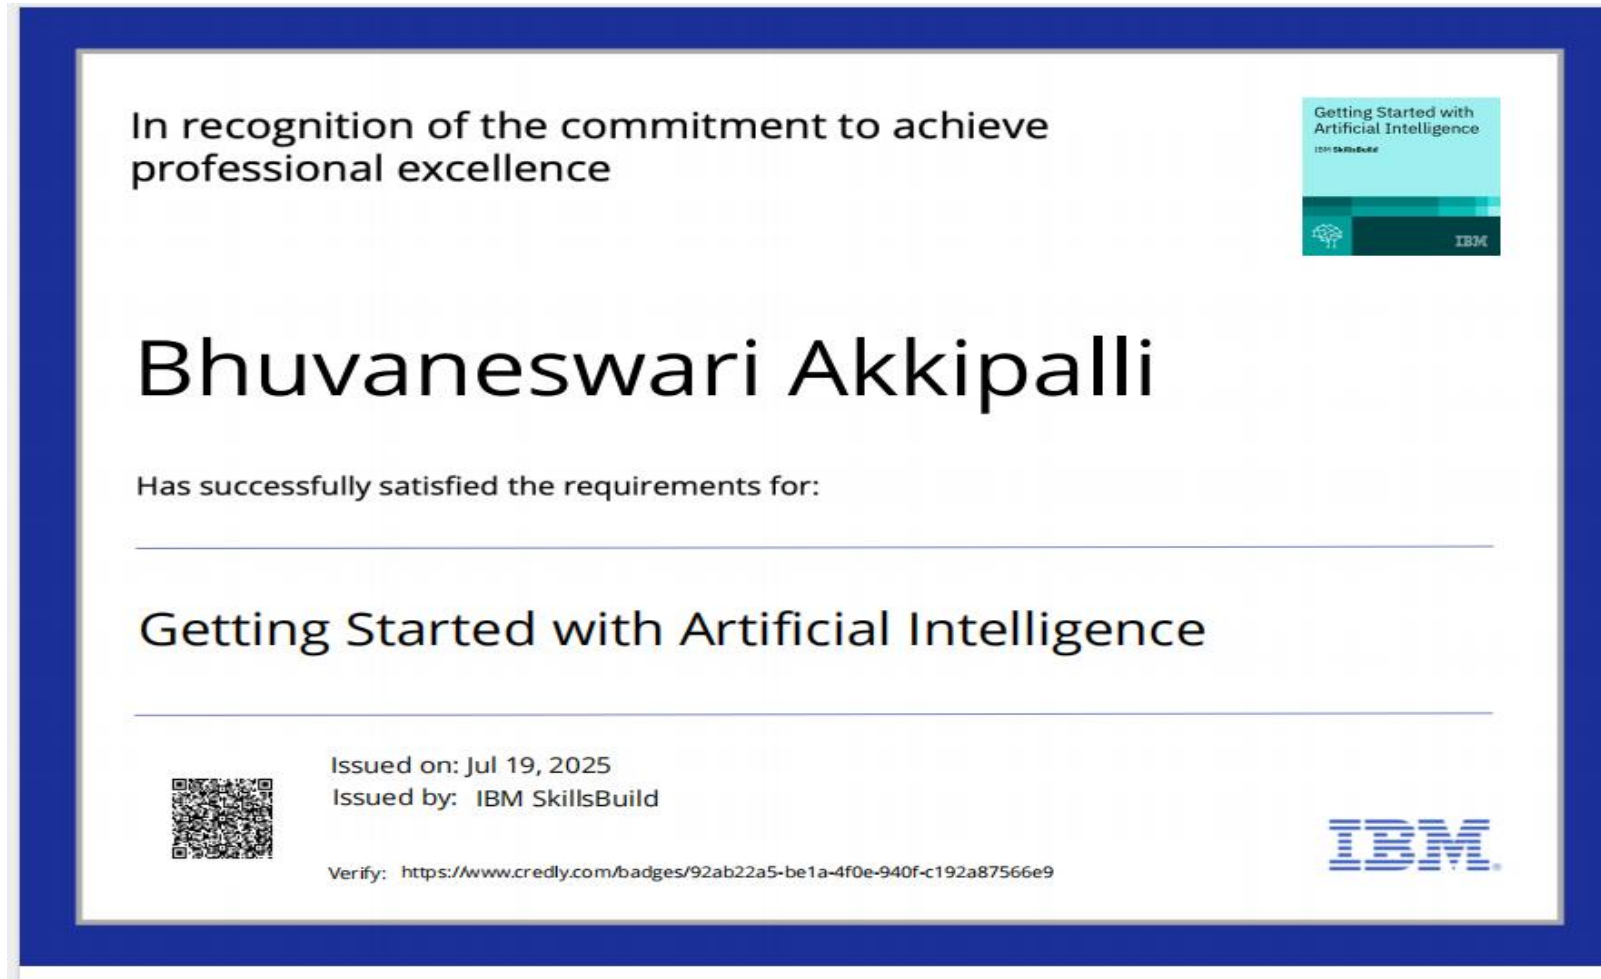 In recognition of the commitment to achieve
professional excellence
Getting Started with
Artificial Intelligence
IBM SkillsBuild
IBM
Bhuvaneswari Akkipalli
Has successfully satisfied the requirements for:
Getting Started with Artificial Intelligence
Issued on: Jul 19, 2025
Issued by: IBM SkillsBuild
Verify: https://www.credly.com/badges/92ab22a5-be1a-4f0e-940f-c192a87566e9
IBM®